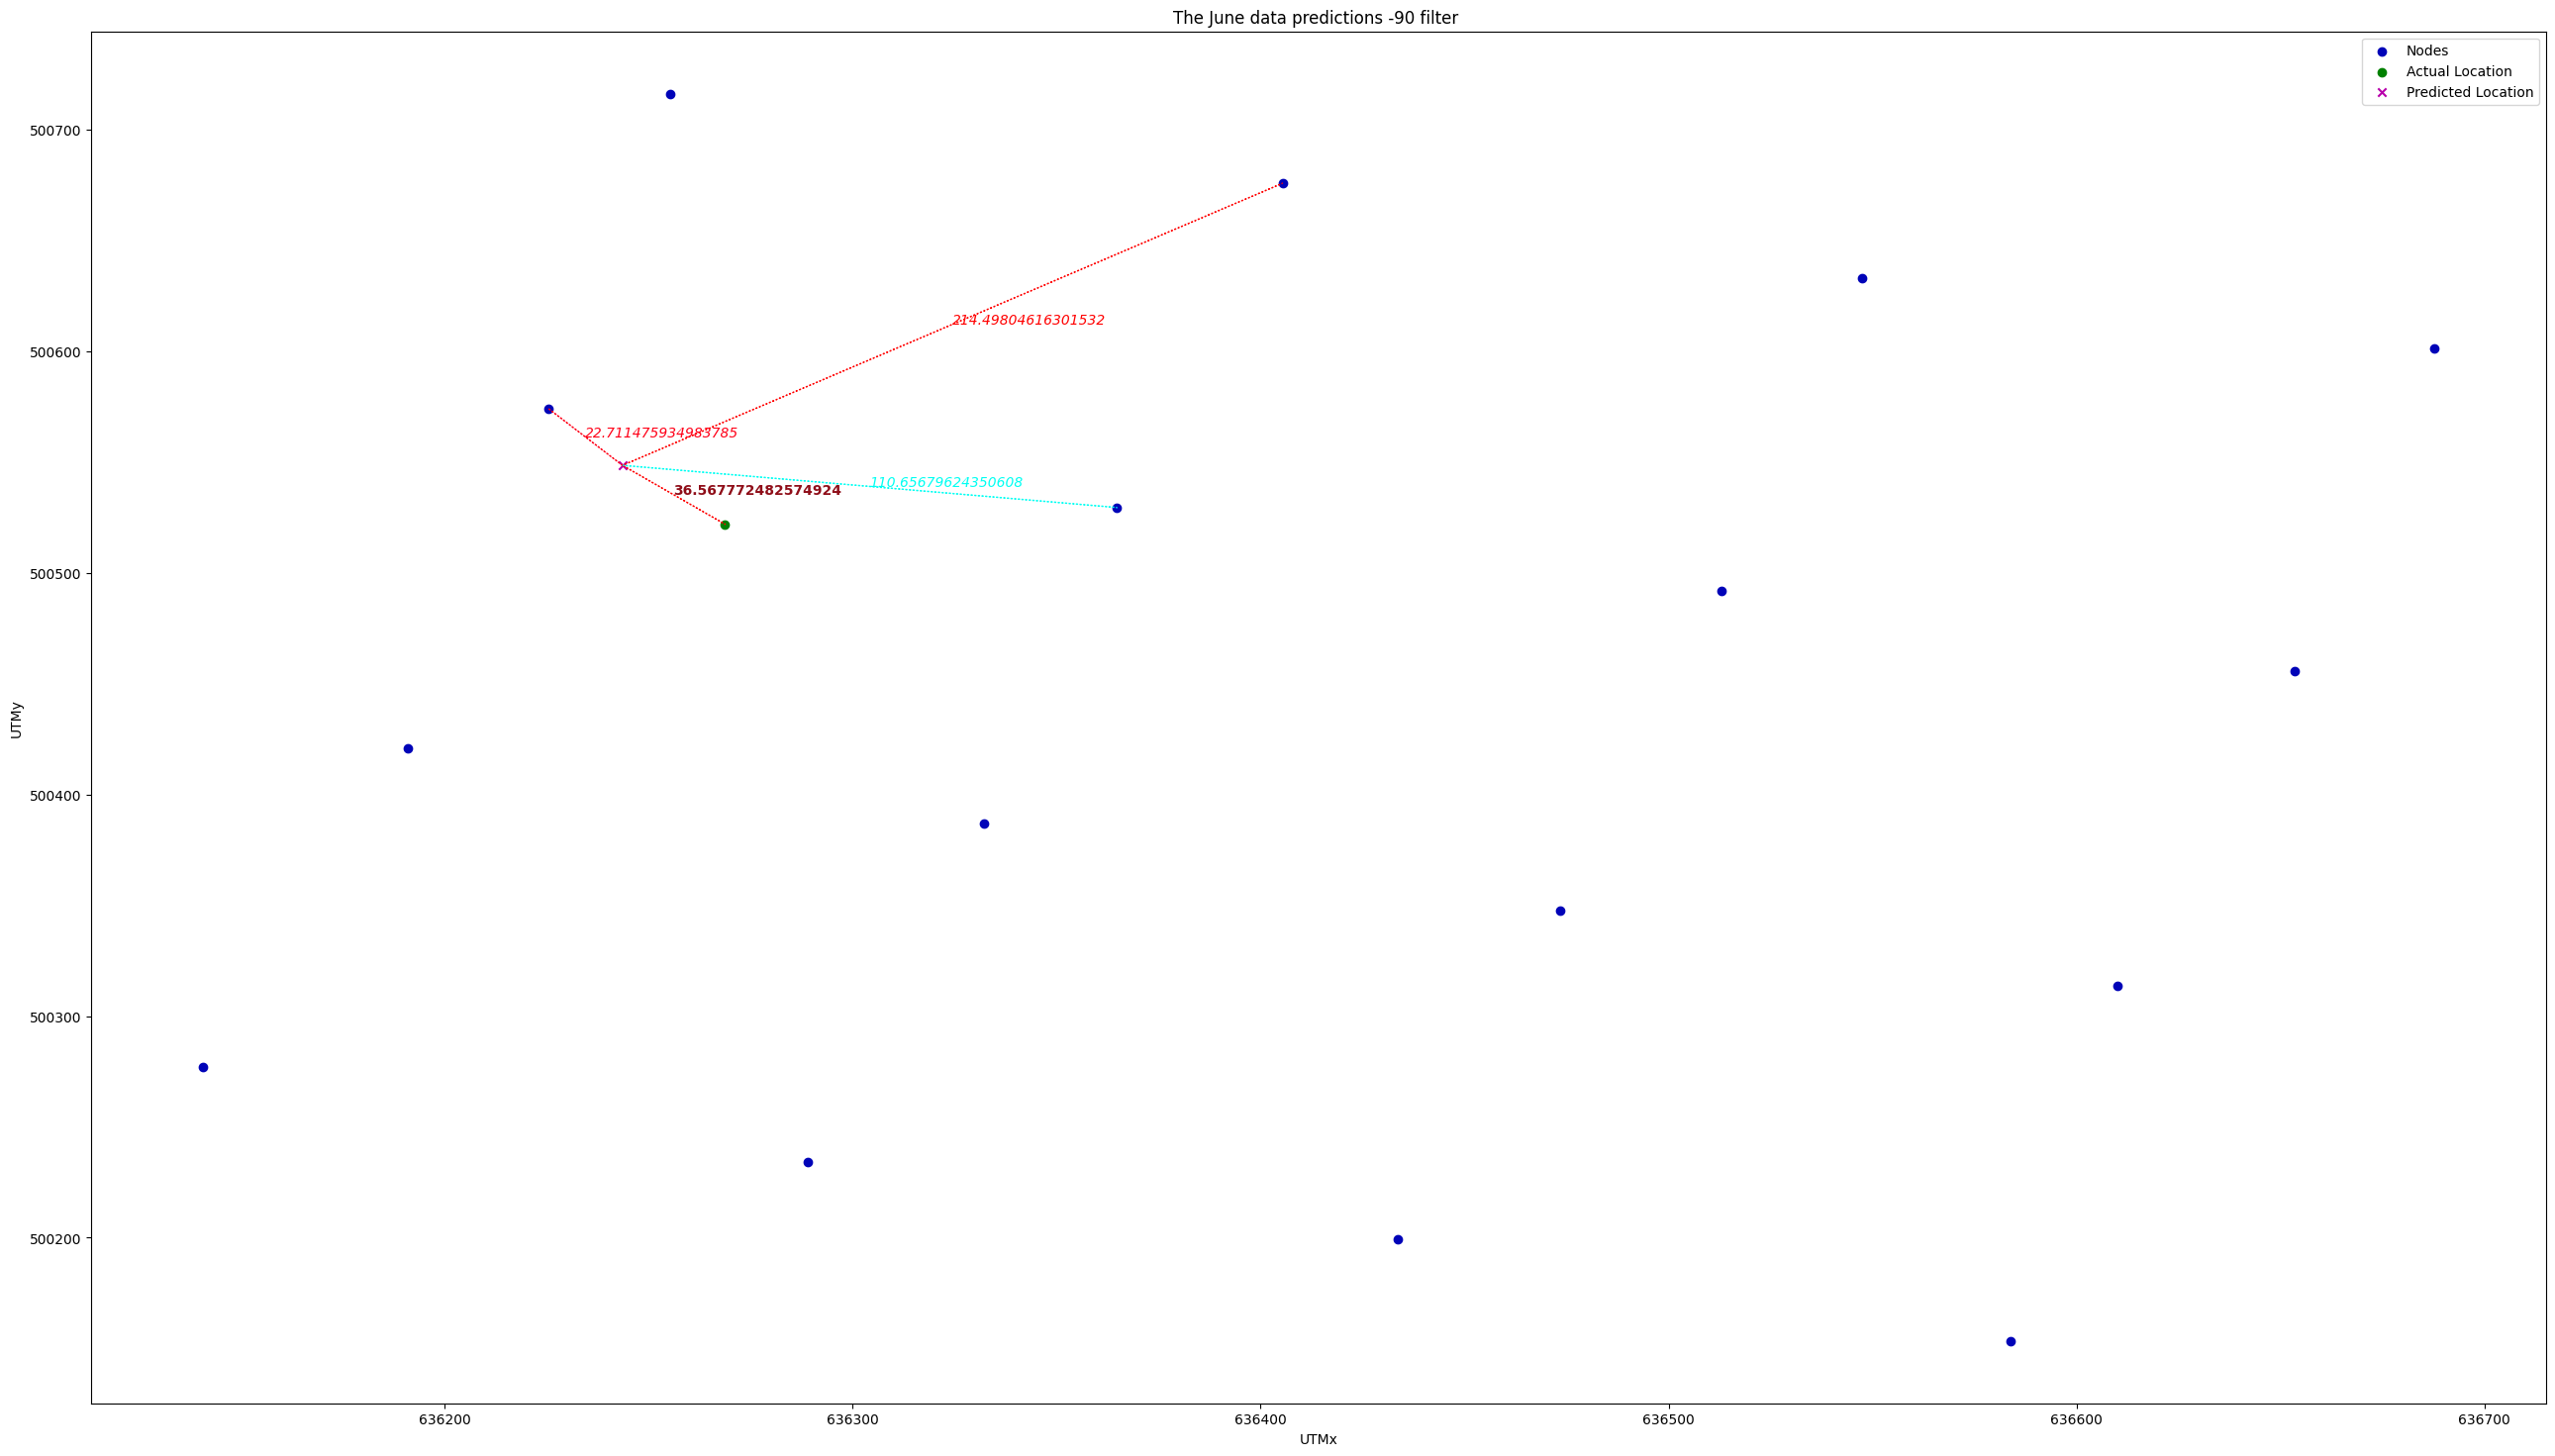 The June data predictions -90 filter
Nodes
Actual Location
Predicted Location
500700
500600
500500
500400
500300
500200
UTMy
214.49804616301532
22.711475934983785
110.65679624350608
36.567772482574924
636200
636300
636400
636500
636600
636700
UTMx